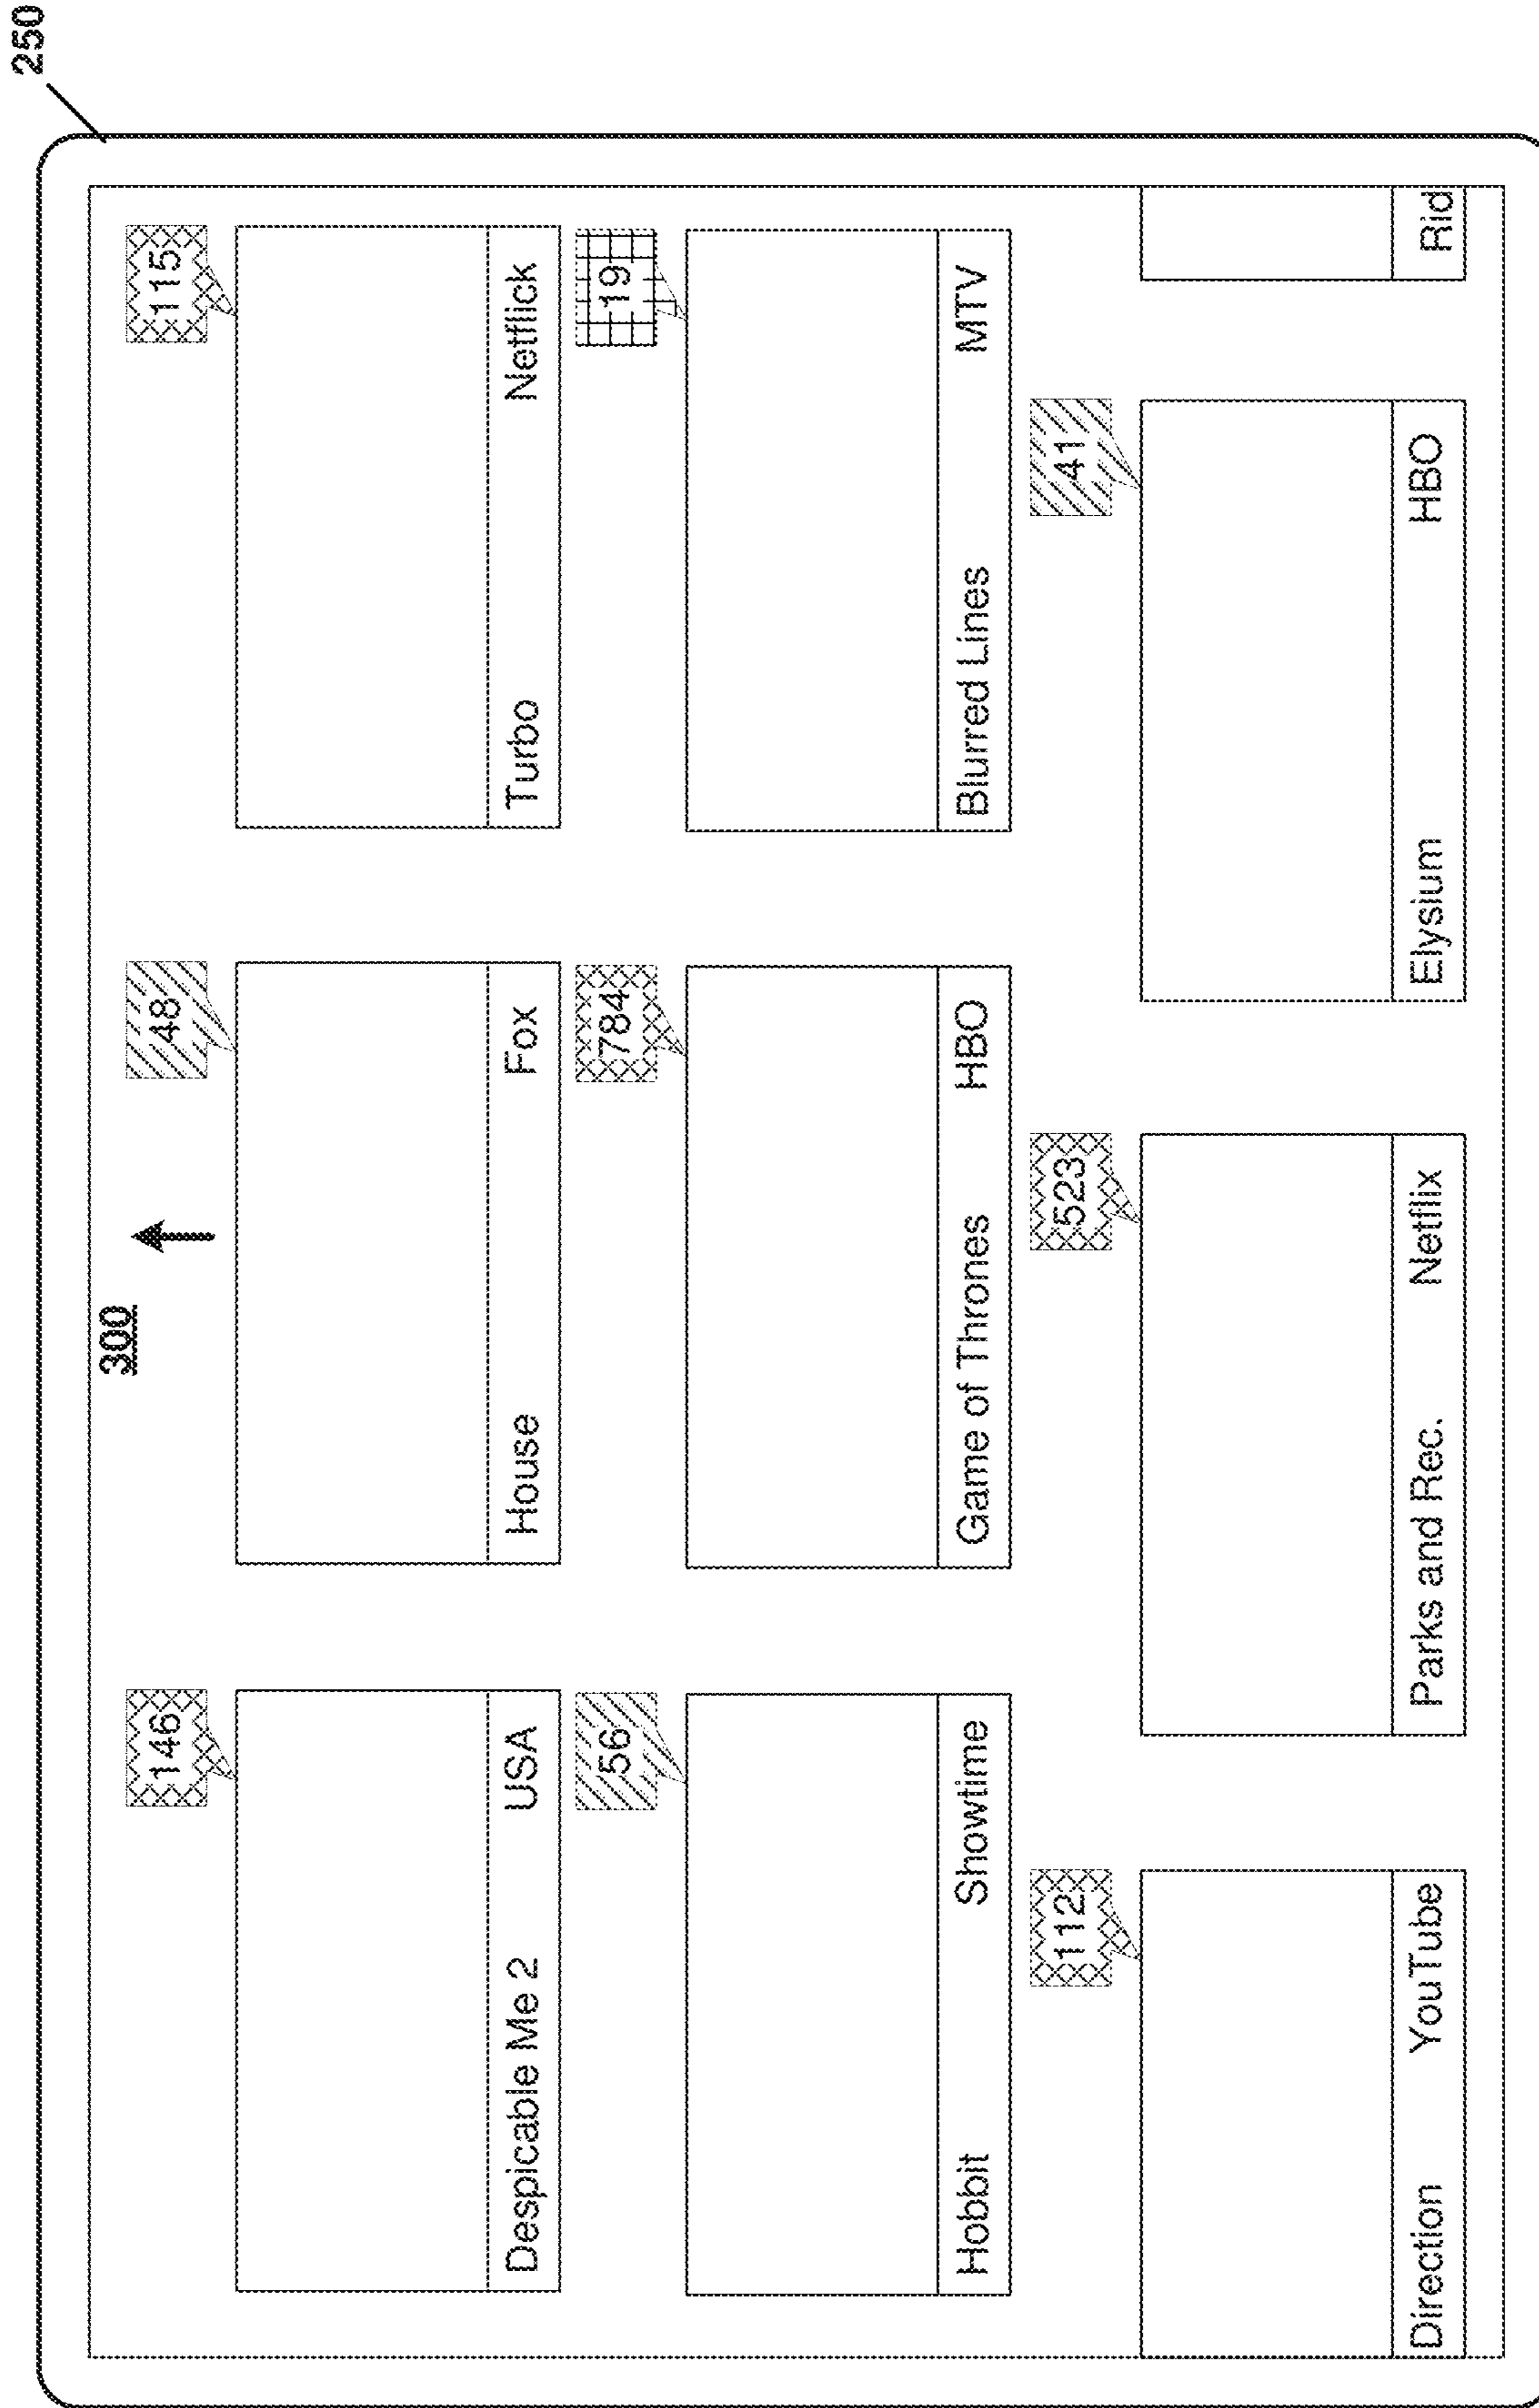 250
300
146
48
115
Despicable Me 2 USA
House Fox
Turbo Netflick
56
784
19
Hobbit Showtime
Game of Thrones HBO
Blurred Lines MTV
112
523
41
Direction YouTube
Parks and Rec. Netflix
Elysium HBO
Rid